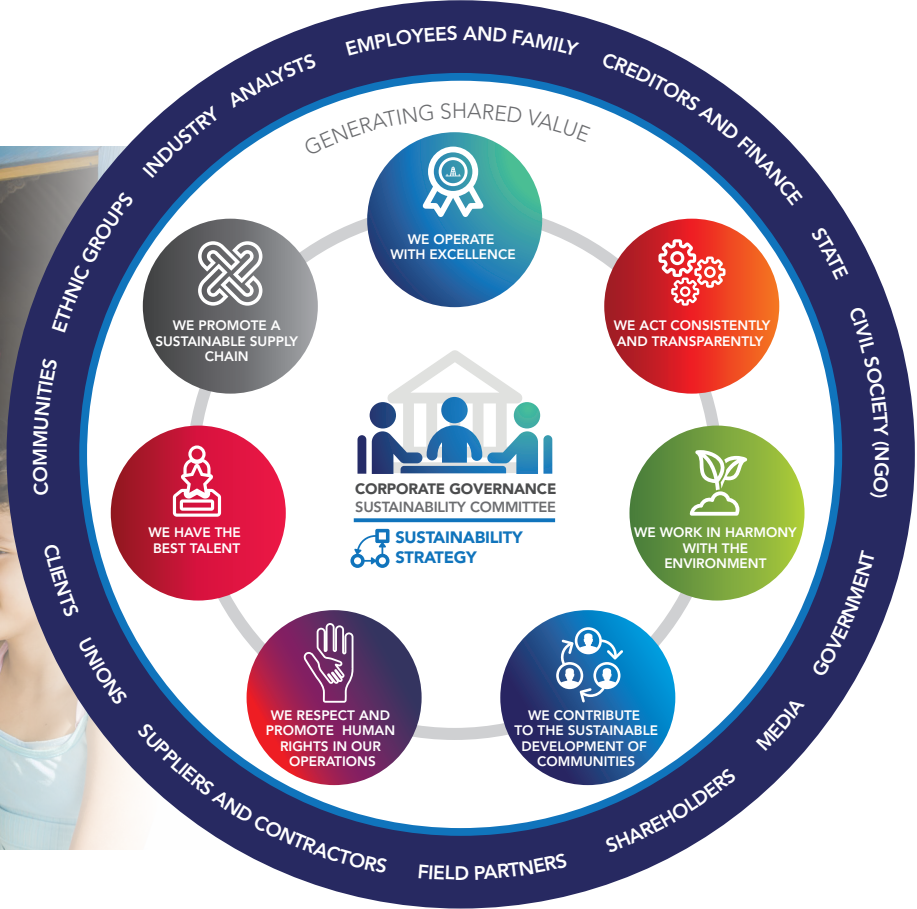 EMPLOYEES AND FAMILY
CREDITORS AND FINANCE
STATE
CIVIL SOCIETY (NGO)
GOVERNMENT
MEDIA
SHAREHOLDERS
FIELD PARTNERS
SUPPLIERS AND CONTRACTORS
UNIONS
CLIENTS
COMMUNITIES
ETHNIC GROUPS
INDUSTRY ANALYSTS
GENERATING SHARED VALUE
WE OPERATE
WITH EXCELLENCE
WE ACT CONSISTENTLY
AND TRANSPARENTLY
WE WORK IN HARMONY
WITH THE
ENVIRONMENT
WE CONTRIBUTE
TO THE SUSTAINABLE
DEVELOPMENT OF
COMMUNITIES
WE RESPECT AND
PROMOTE HUMAN
RIGHTS IN OUR
OPERATIONS
WE HAVE THE
BEST TALENT
WE PROMOTE A
SUSTAINABLE SUPPLY
CHAIN
CORPORATE GOVERNANCE
SUSTAINABILITY COMMITTEE
SUSTAINABILITY
STRATEGY